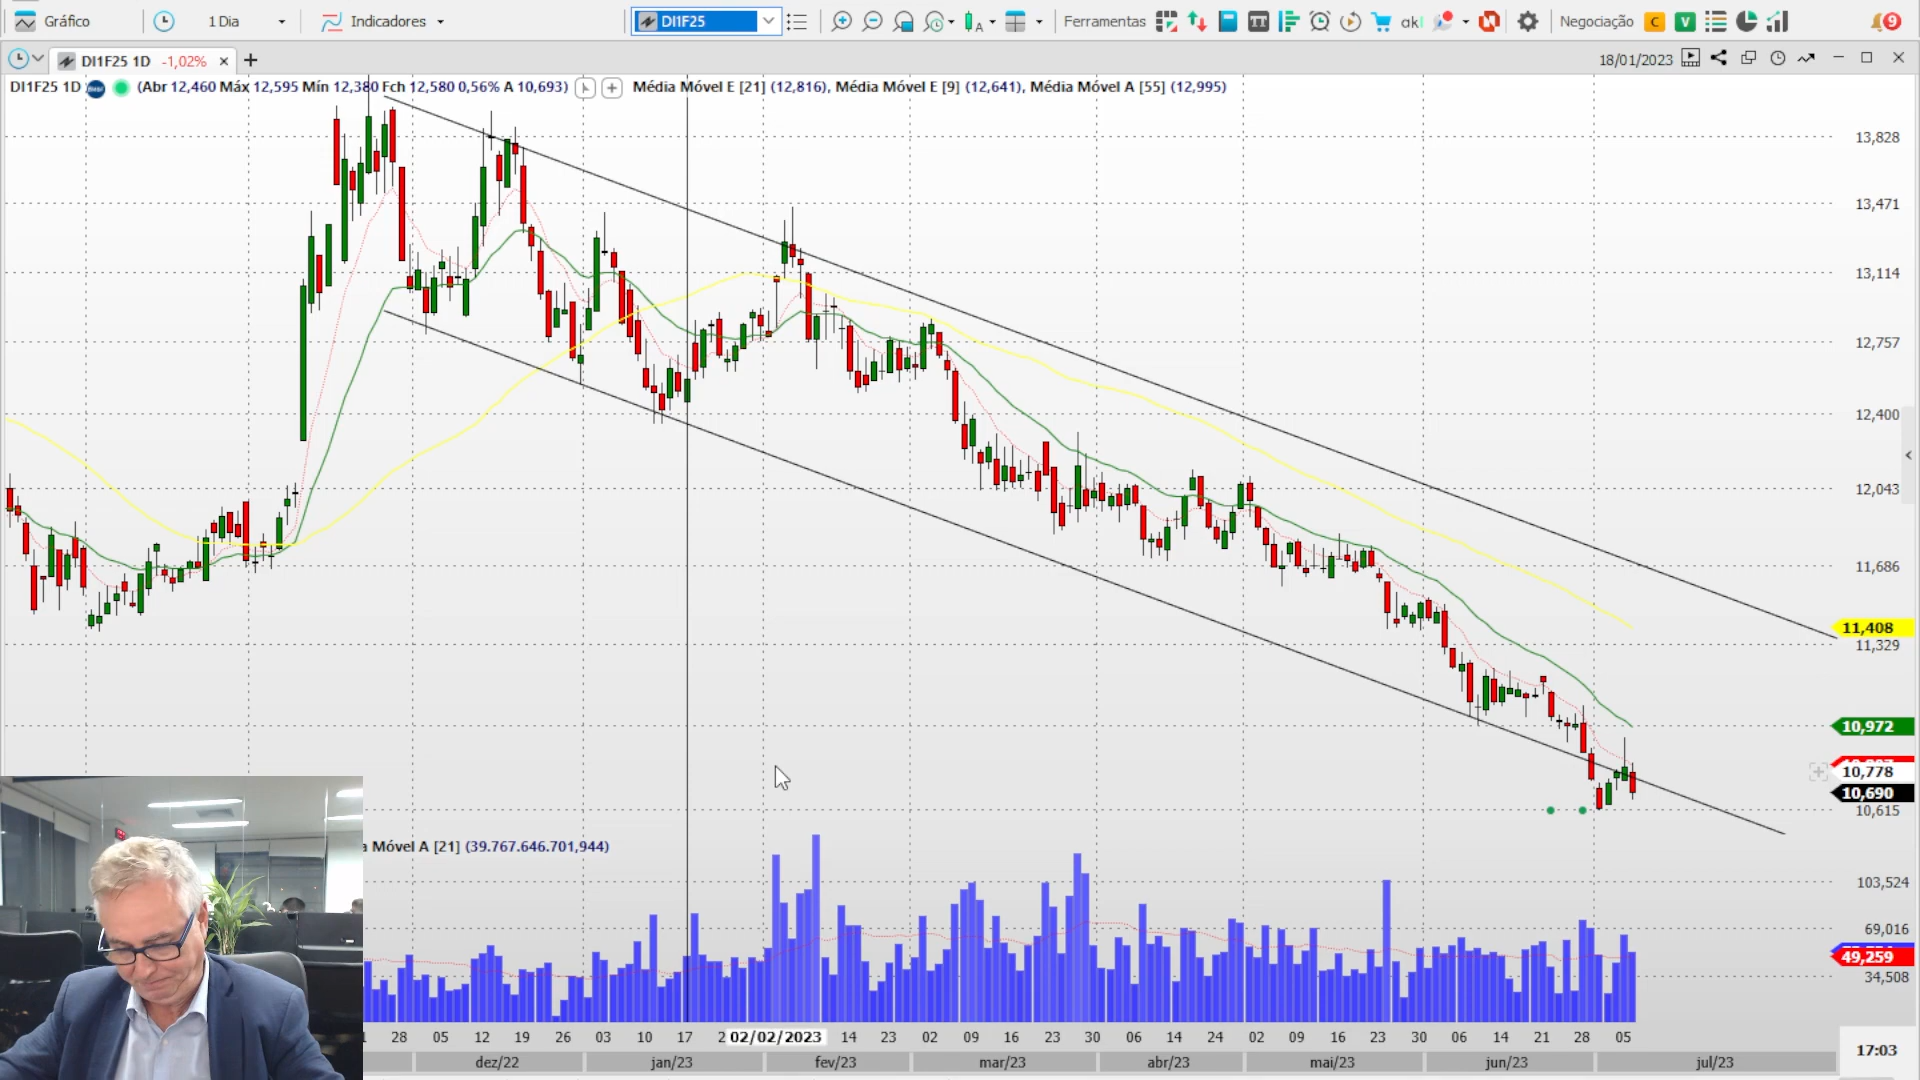 Gráfico
1 Dia
Indicadores
DI1F25
Ferramentas
TT
akl
Negociação
C
V
9
DI1F25 1D -1,02%
18/01/2023
DI1F25 1D
(Abr 12,460 Máx 12,595 Mín 12,380 Fch 12,580 0,56% A 10,693)
Média Móvel E [21] (12,816), Média Móvel E [9] (12,641), Média Móvel A [55] (12,995)
13,828
13,471
13,114
12,757
12,400
12,043
11,686
11,408
11,329
10,972
10,778
10,690
10,615
a Móvel A [21] (39.767.646.701,944)
103,524
69,016
49,259
34,508
28 05 12 19 26 03 10 17 2 02/02/2023 14 23 02 09 16 23 30 06 14 24 02 09 16 23 30 06 14 21 28 05
dez/22 jan/23 fev/23 mar/23 abr/23 mai/23 jun/23 jul/23
17:03